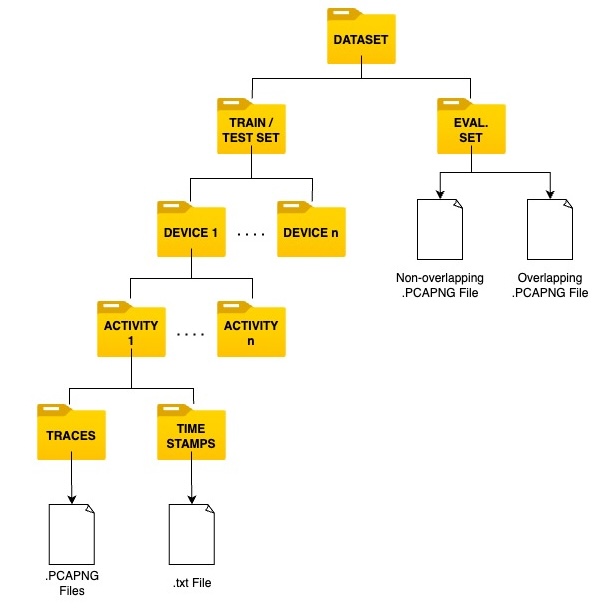 DATASET
TRAIN /
TEST SET
EVAL.
SET
DEVICE 1
. . . .
DEVICE n
Non-overlapping
.PCAPNG File
Overlapping
.PCAPNG File
ACTIVITY
1
. . . .
ACTIVITY
n
TRACES
TIME
STAMPS
.PCAPNG
Files
.txt File